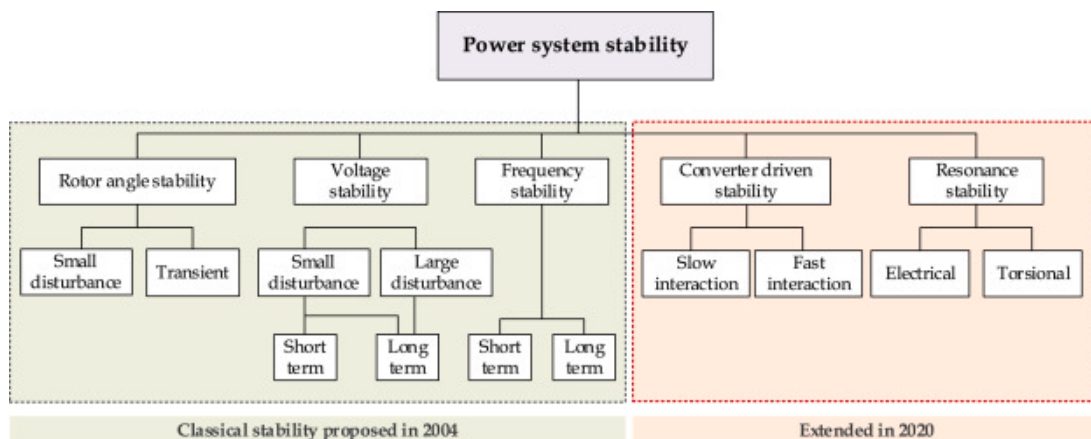 Power system stability
Rotor angle stability
Voltage
stability
Frequency
stability
Converter driven
stability
Resonance
stability
Small
disturbance
Transient
Small
disturbance
Large
disturbance
Slow
interaction
Fast
interaction
Electrical
Torsional
Short
term
Long
term
Short
term
Long
term
Classical stability proposed in 2004
Extended in 2020